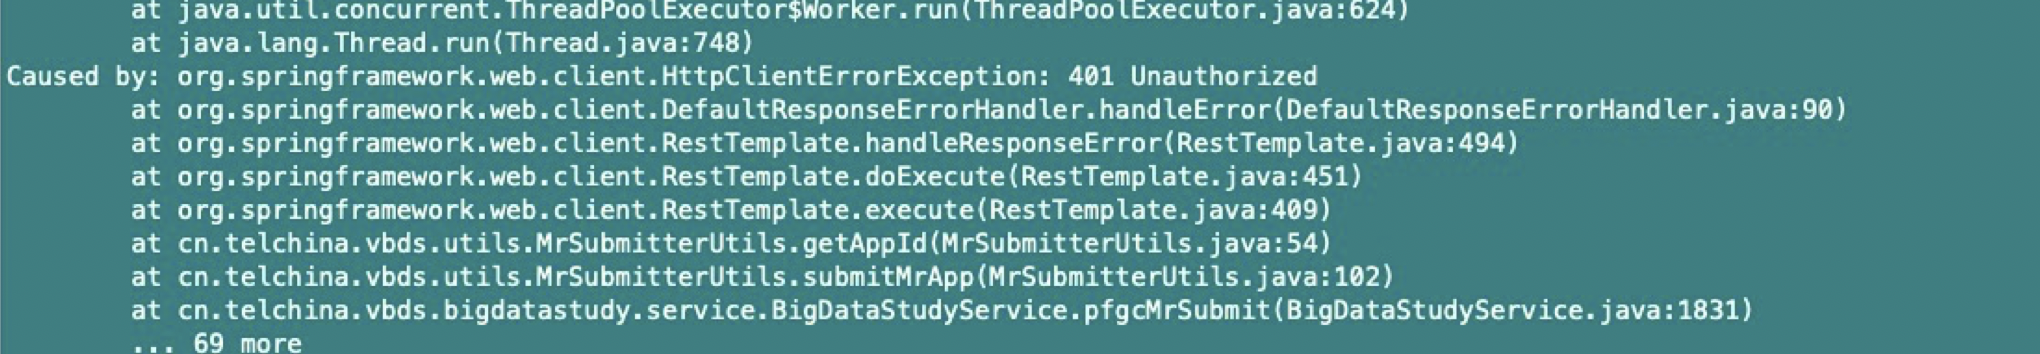 at java.util.concurrent.ThreadPoolExecutor$Worker.run(ThreadPoolExecutor.java:624)
at java.lang.Thread.run(Thread.java:748)
Caused by: org.springframework.web.client.HttpClientErrorException: 401 Unauthorized
at org.springframework.web.client.DefaultResponseErrorHandler.handleError(DefaultResponseErrorHandler.java:90)
at org.springframework.web.client.RestTemplate.handleResponseError(RestTemplate.java:494)
at org.springframework.web.client.RestTemplate.doExecute(RestTemplate.java:451)
at org.springframework.web.client.RestTemplate.execute(RestTemplate.java:409)
at cn.telchina.vbds.utils.MrSubmitterUtils.getAppId(MrSubmitterUtils.java:54)
at cn.telchina.vbds.utils.MrSubmitterUtils.submitMrApp(MrSubmitterUtils.java:102)
at cn.telchina.vbds.bigdatastudy.service.BigDataStudyService.pfgcMrSubmit(BigDataStudyService.java:1831)
... 69 more